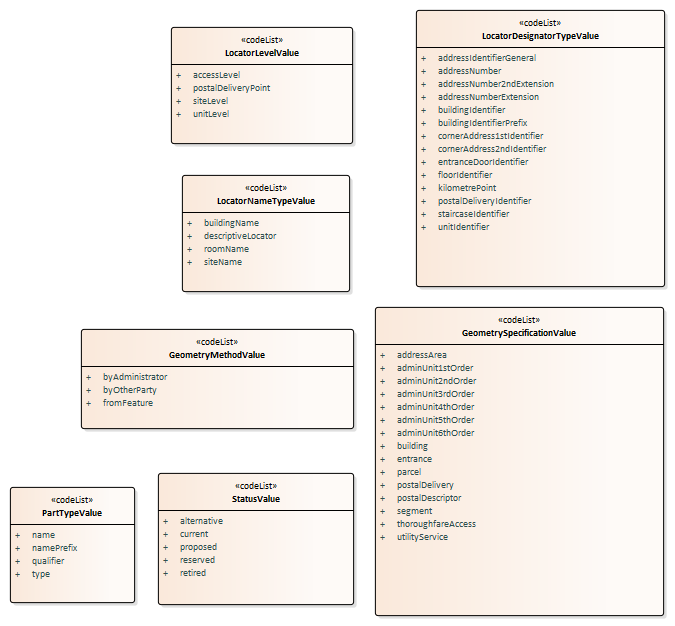 «codeList»
LocatorLevelValue
+ accessLevel
+ postalDeliveryPoint
+ siteLevel
+ unitLevel
«codeList»
LocatorDesignatorTypeValue
+ addressIdentifierGeneral
+ addressNumber
+ addressNumber2ndExtension
+ addressNumberExtension
+ buildingIdentifier
+ buildingIdentifierPrefix
+ cornerAddress1stIdentifier
+ cornerAddress2ndIdentifier
+ entranceDoorIdentifier
+ floorIdentifier
+ kilometrePoint
+ postalDeliveryIdentifier
+ staircaseIdentifier
+ unitIdentifier
«codeList»
LocatorNameTypeValue
+ buildingName
+ descriptiveLocator
+ roomName
+ siteName
«codeList»
GeometryMethodValue
+ byAdministrator
+ byOtherParty
+ fromFeature
«codeList»
GeometrySpecificationValue
+ addressArea
+ adminUnit1stOrder
+ adminUnit2ndOrder
+ adminUnit3rdOrder
+ adminUnit4thOrder
+ adminUnit5thOrder
+ adminUnit6thOrder
+ building
+ entrance
+ parcel
+ postalDelivery
+ postalDescriptor
+ segment
+ thoroughfareAccess
+ utilityService
«codeList»
PartTypeValue
+ name
+ namePrefix
+ qualifier
+ type
«codeList»
StatusValue
+ alternative
+ current
+ proposed
+ reserved
+ retired